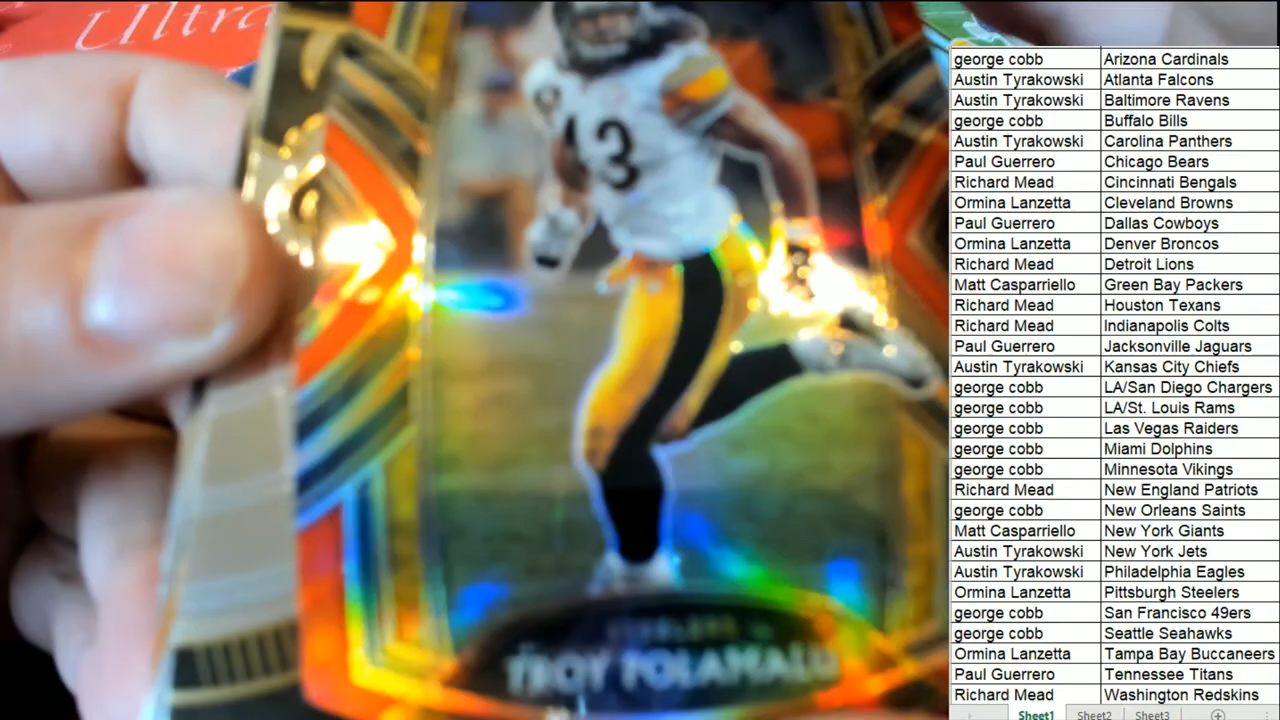 Ultra
43
STEELERS
TROY POLAMALU
george cobb Arizona Cardinals
Austin Tyrakowski Atlanta Falcons
Austin Tyrakowski Baltimore Ravens
george cobb Buffalo Bills
Austin Tyrakowski Carolina Panthers
Paul Guerrero Chicago Bears
Richard Mead Cincinnati Bengals
Ormina Lanzetta Cleveland Browns
Paul Guerrero Dallas Cowboys
Ormina Lanzetta Denver Broncos
Richard Mead Detroit Lions
Matt Casparriello Green Bay Packers
Richard Mead Houston Texans
Richard Mead Indianapolis Colts
Paul Guerrero Jacksonville Jaguars
Austin Tyrakowski Kansas City Chiefs
george cobb LA/San Diego Chargers
george cobb LA/St. Louis Rams
george cobb Las Vegas Raiders
george cobb Miami Dolphins
george cobb Minnesota Vikings
Richard Mead New England Patriots
george cobb New Orleans Saints
Matt Casparriello New York Giants
Austin Tyrakowski New York Jets
Austin Tyrakowski Philadelphia Eagles
Ormina Lanzetta Pittsburgh Steelers
george cobb San Francisco 49ers
george cobb Seattle Seahawks
Ormina Lanzetta Tampa Bay Buccaneers
Paul Guerrero Tennessee Titans
Richard Mead Washington Redskins
Sheet1 Sheet2 Sheet3